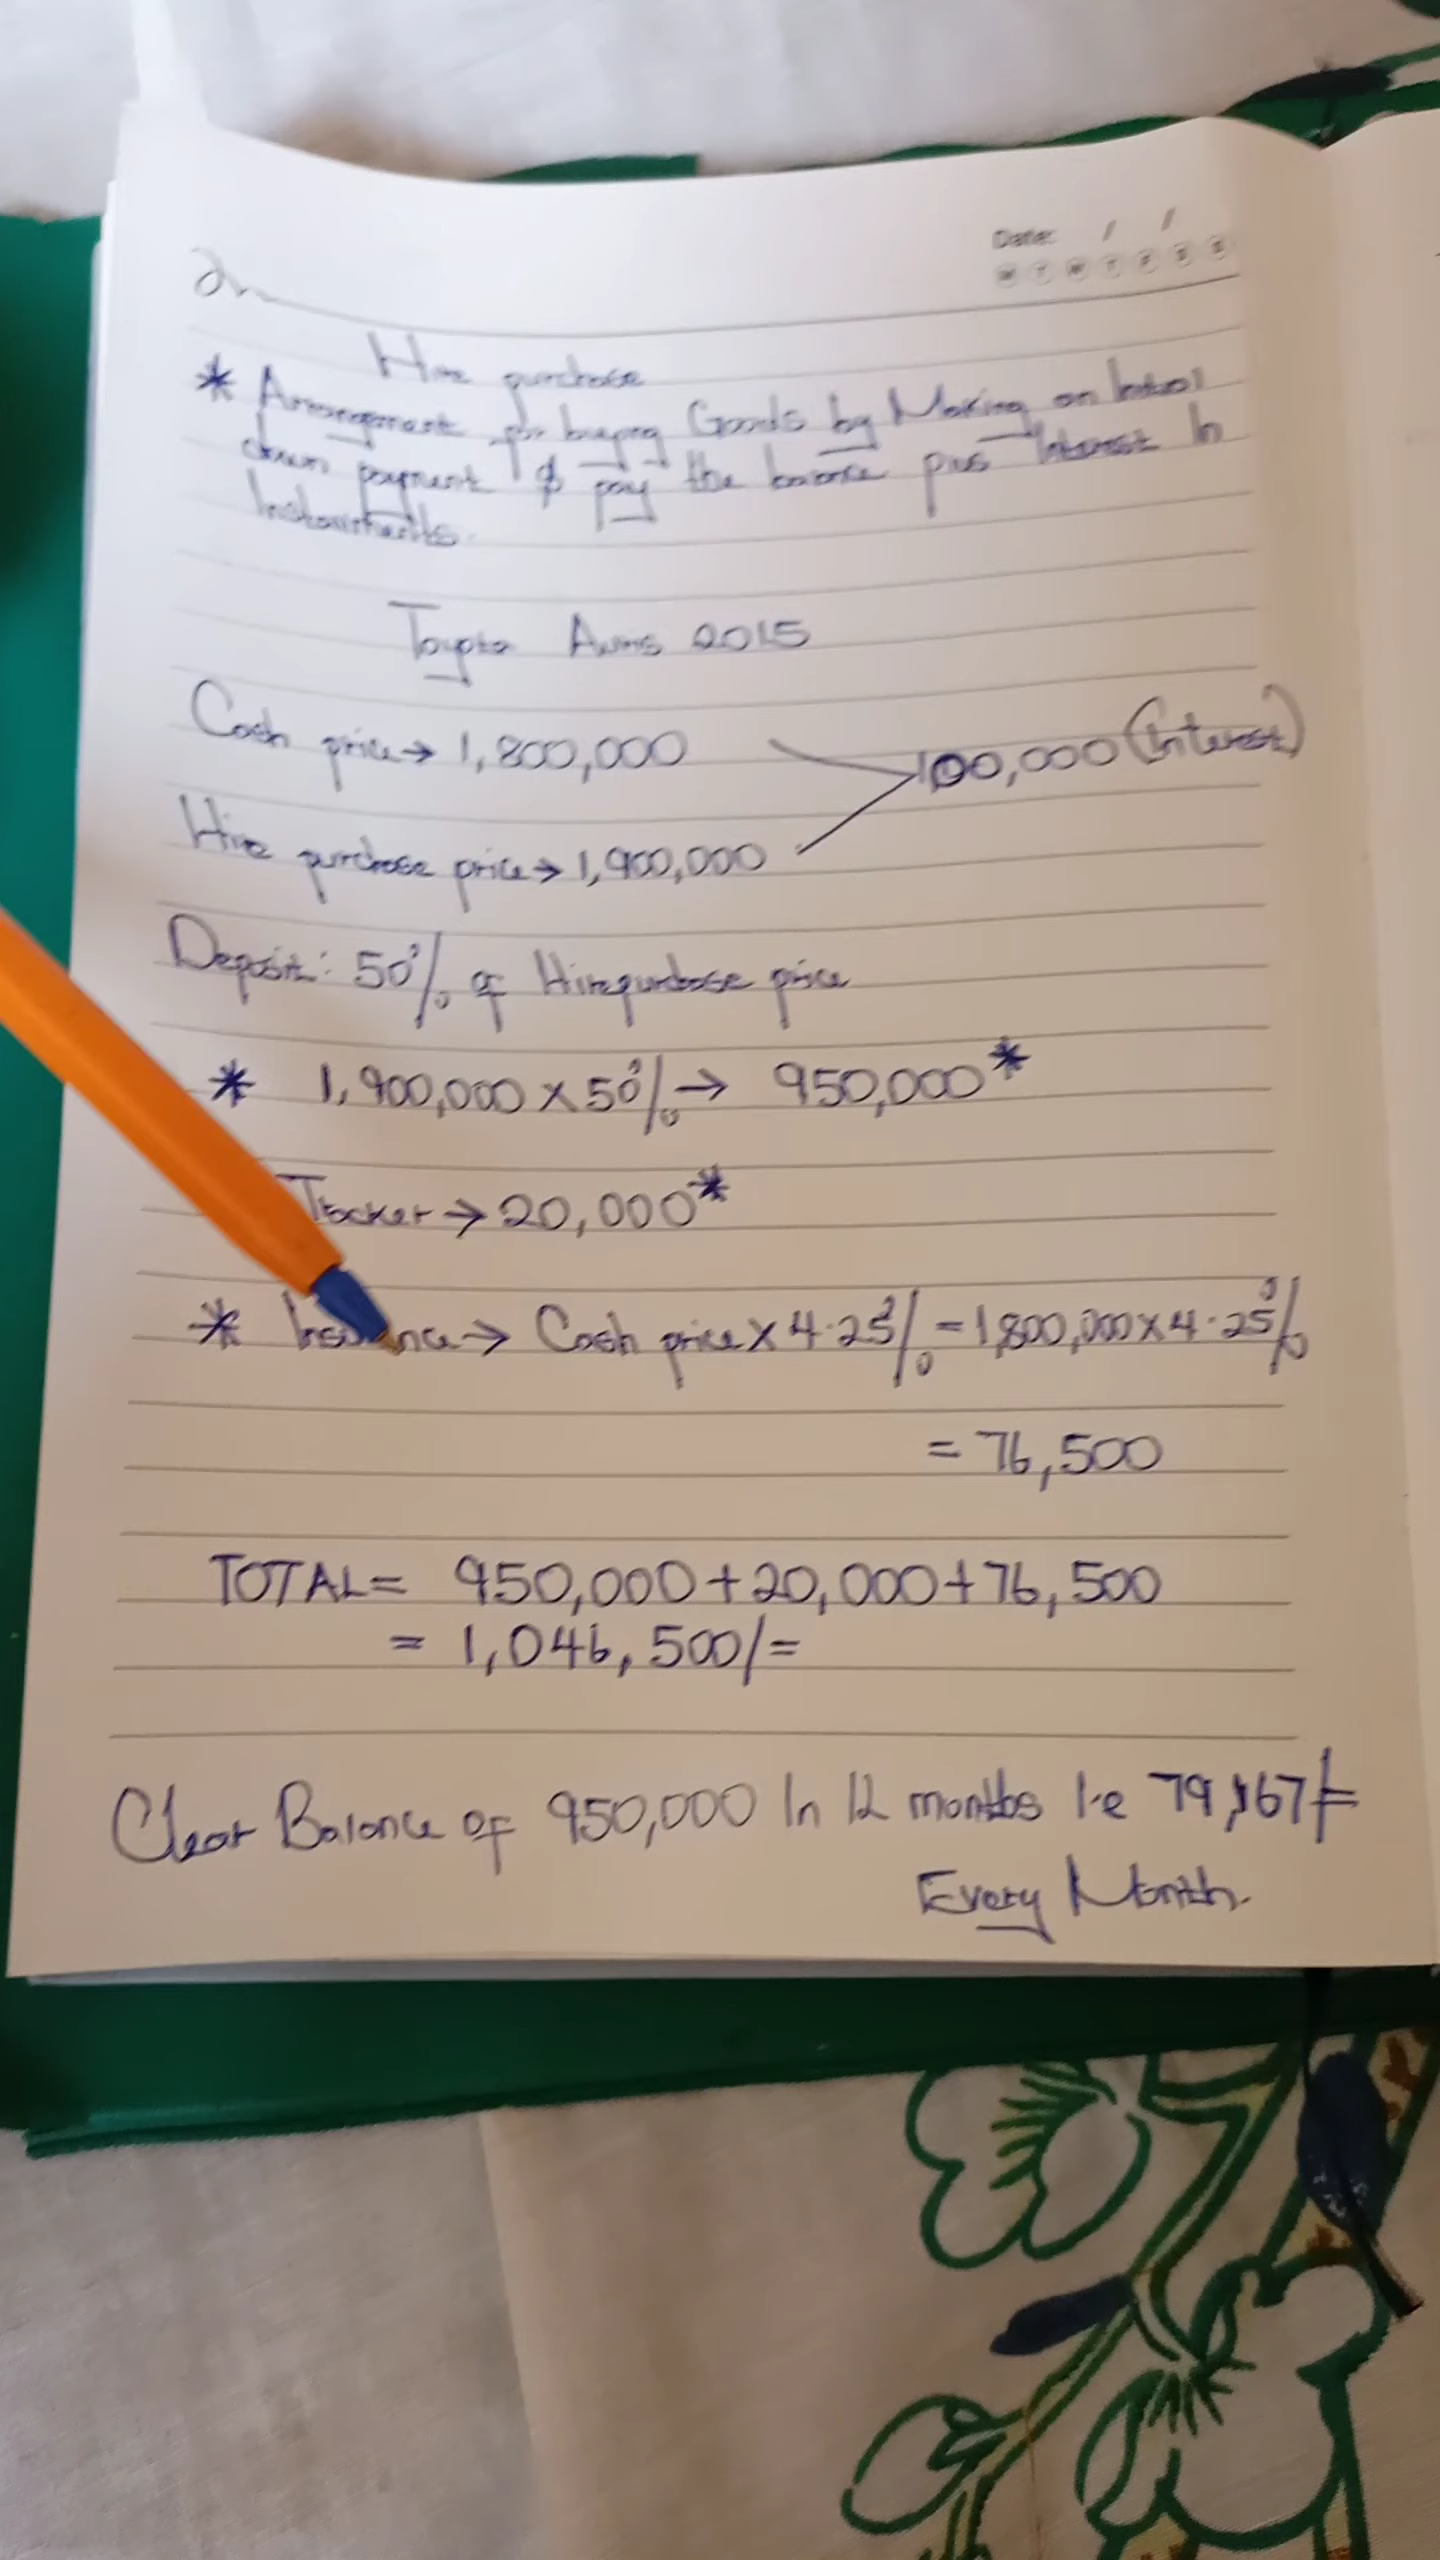 Date: / /
M T W T F S S
Hire purchase
* Arrangement for buying Goods by Making an Initial
down payment & pay the balance plus Interest In
Instalments.
Toyota Auris 2015
Cash price → 1,800,000
100,000 (Interest)
Hire purchase price → 1,900,000
Deposit: 50% of Hirepurchase price
* 1,900,000 x 50% → 950,000*
Tracker → 20,000*
* Insurance → Cash price x 4.25% = 1,800,000 x 4.25%
= 76,500
TOTAL = 950,000 + 20,000 + 76,500
= 1,046,500/=
Clear Balance of 950,000 In 12 months i.e 79,167/=
Every Month.